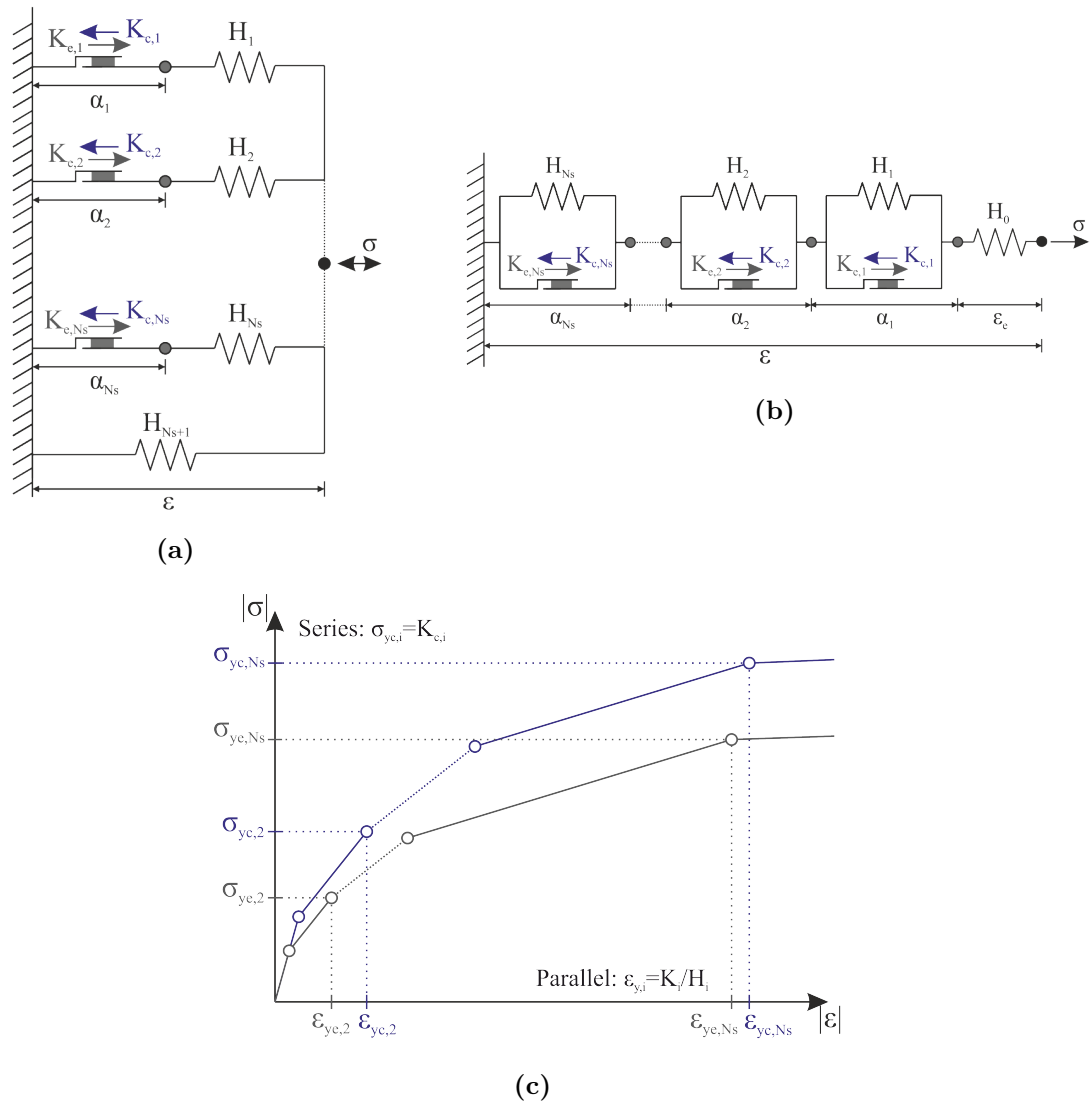 K_{e,1} K_{c,1} H_1
α_1
K_{e,2} K_{c,2} H_2
α_2
σ
K_{e,Ns} K_{c,Ns} H_{Ns}
α_{Ns}
H_{Ns+1}
ε
(a)
H_{Ns} H_2 H_1 H_0
σ
K_{e,Ns} K_{c,Ns} K_{e,2} K_{c,2} K_{e,1} K_{c,1}
α_{Ns} α_2 α_1 ε_e
ε
(b)
|σ|
Series: σ_{yc,i}=K_{c,i}
σ_{yc,Ns}
σ_{ye,Ns}
σ_{yc,2}
σ_{ye,2}
Parallel: ε_{y,i}=K_i/H_i
ε_{ye,2} ε_{yc,2} ε_{ye,Ns} ε_{yc,Ns} |ε|
(c)